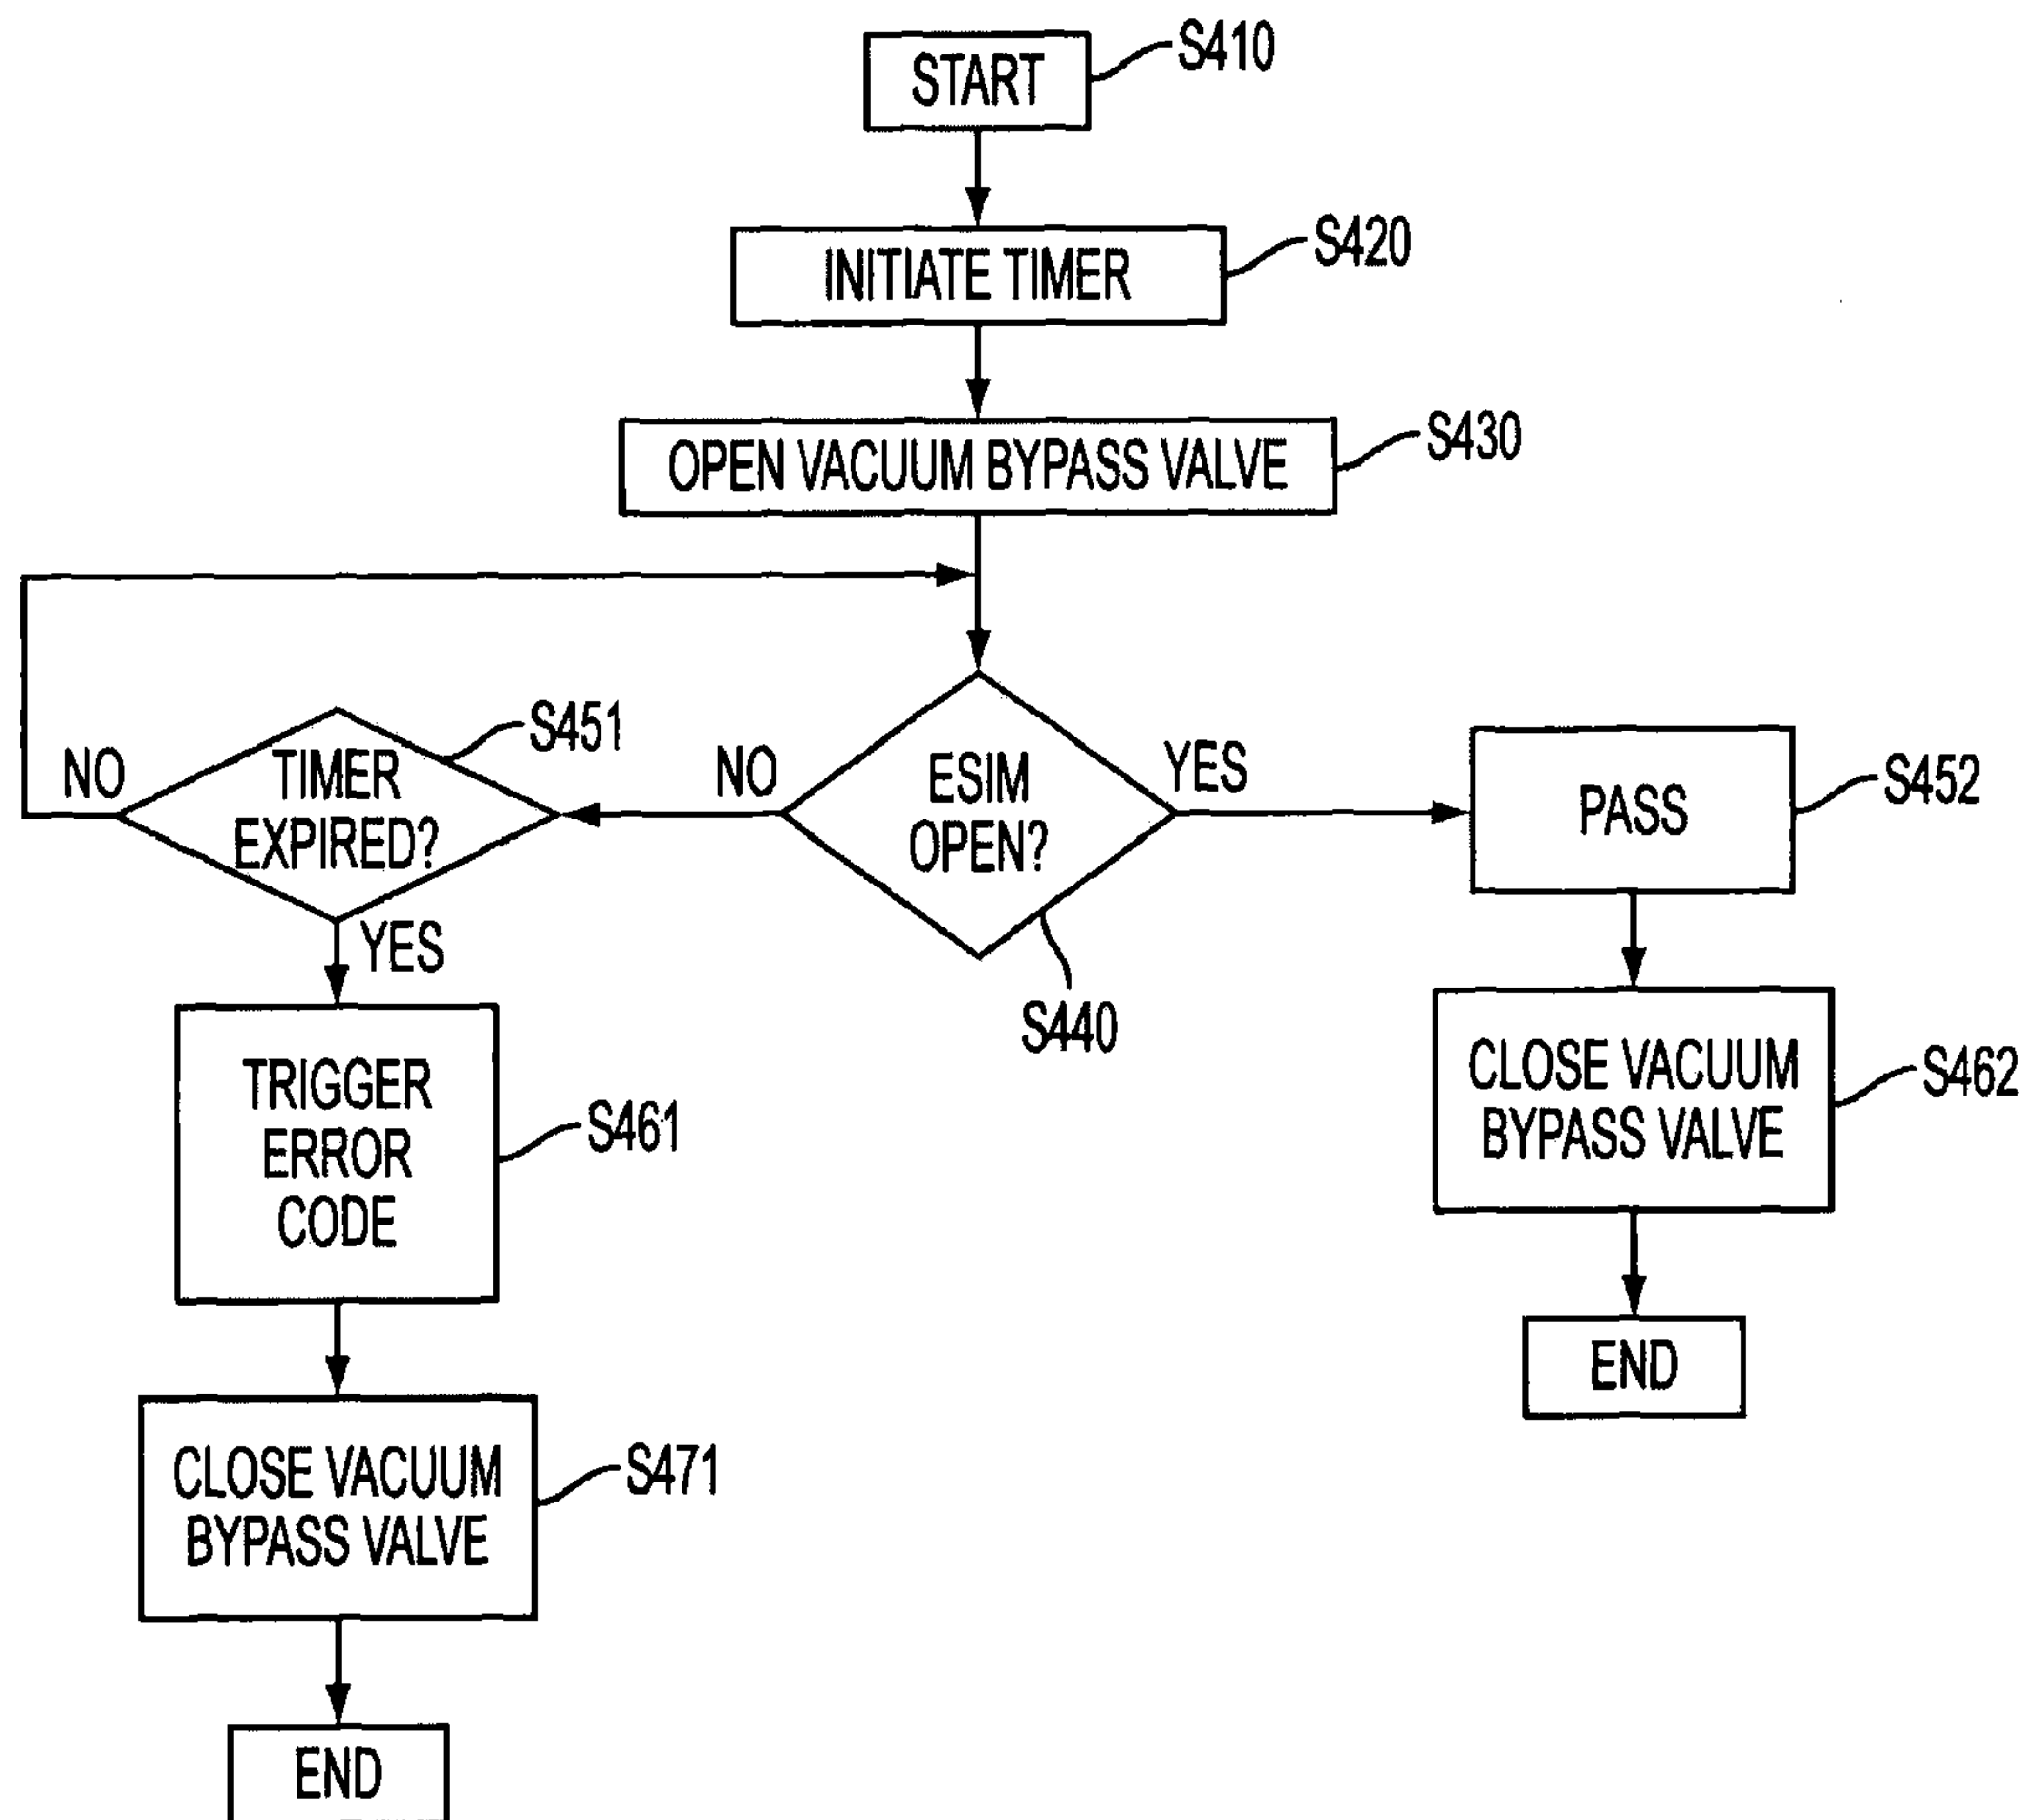 START
S410
INITIATE TIMER
S420
OPEN VACUUM BYPASS VALVE
S430
ESIM
OPEN?
S440
NO
YES
TIMER
EXPIRED?
S451
NO
YES
PASS
S452
CLOSE VACUUM
BYPASS VALVE
S462
END
TRIGGER
ERROR
CODE
S461
CLOSE VACUUM
BYPASS VALVE
S471
END